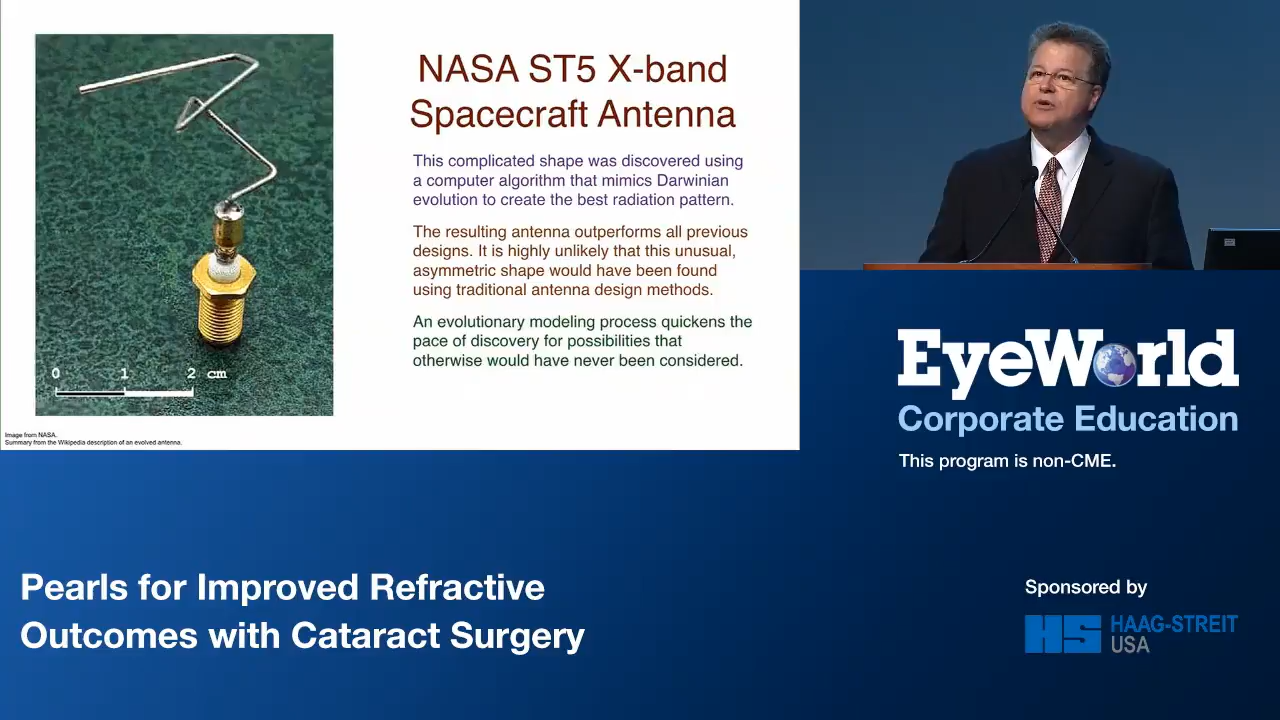 NASA ST5 X-band
Spacecraft Antenna
This complicated shape was discovered using
a computer algorithm that mimics Darwinian
evolution to create the best radiation pattern.
The resulting antenna outperforms all previous
designs. It is highly unlikely that this unusual,
asymmetric shape would have been found
using traditional antenna design methods.
An evolutionary modeling process quickens the
pace of discovery for possibilities that
otherwise would have never been considered.
0 1 2 cm
Image from NASA.
Summary from the Wikipedia description of an evolved antenna.
EyeWorld
Corporate Education
This program is non-CME.
Pearls for Improved Refractive
Outcomes with Cataract Surgery
Sponsored by
HS HAAG-STREIT
USA